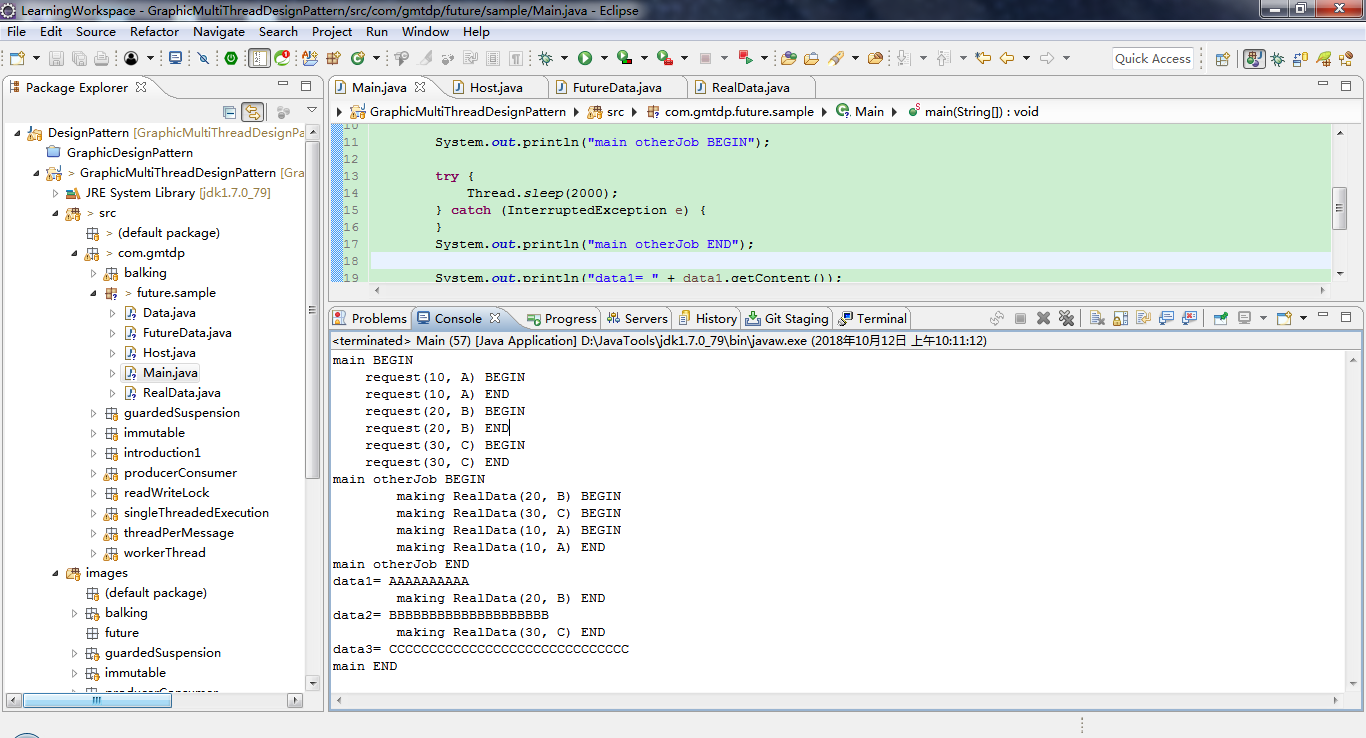 LearningWorkspace - GraphicMultiThreadDesignPattern/src/com/gmtdp/future/sample/Main.java - Eclipse
File Edit Source Refactor Navigate Search Project Run Window Help
Quick Access
Package Explorer
DesignPattern [GraphicMultiThreadDesignPa
GraphicDesignPattern
> GraphicMultiThreadDesignPattern [Gra
JRE System Library [jdk1.7.0_79]
> src
> (default package)
> com.gmtdp
balking
> future.sample
Data.java
FutureData.java
Host.java
Main.java
RealData.java
guardedSuspension
immutable
introduction1
producerConsumer
readWriteLock
singleThreadedExecution
threadPerMessage
workerThread
images
(default package)
balking
future
guardedSuspension
immutable
producerConsumer
Main.java Host.java FutureData.java RealData.java
GraphicMultiThreadDesignPattern src com.gmtdp.future.sample Main main(String[]) : void
10
11 System.out.println("main otherJob BEGIN");
12
13 try {
14 Thread.sleep(2000);
15 } catch (InterruptedException e) {
16 }
17 System.out.println("main otherJob END");
18
19 System.out.println("data1= " + data1.getContent());
Problems Console Progress Servers History Git Staging Terminal
<terminated> Main (57) [Java Application] D:\JavaTools\jdk1.7.0_79\bin\javaw.exe (2018年10月12日 上午10:11:12)
main BEGIN
request(10, A) BEGIN
request(10, A) END
request(20, B) BEGIN
request(20, B) END
request(30, C) BEGIN
request(30, C) END
main otherJob BEGIN
making RealData(20, B) BEGIN
making RealData(30, C) BEGIN
making RealData(10, A) BEGIN
making RealData(10, A) END
main otherJob END
data1= AAAAAAAAAA
making RealData(20, B) END
data2= BBBBBBBBBBBBBBBBBBBB
making RealData(30, C) END
data3= CCCCCCCCCCCCCCCCCCCCCCCCCCCCCC
main END